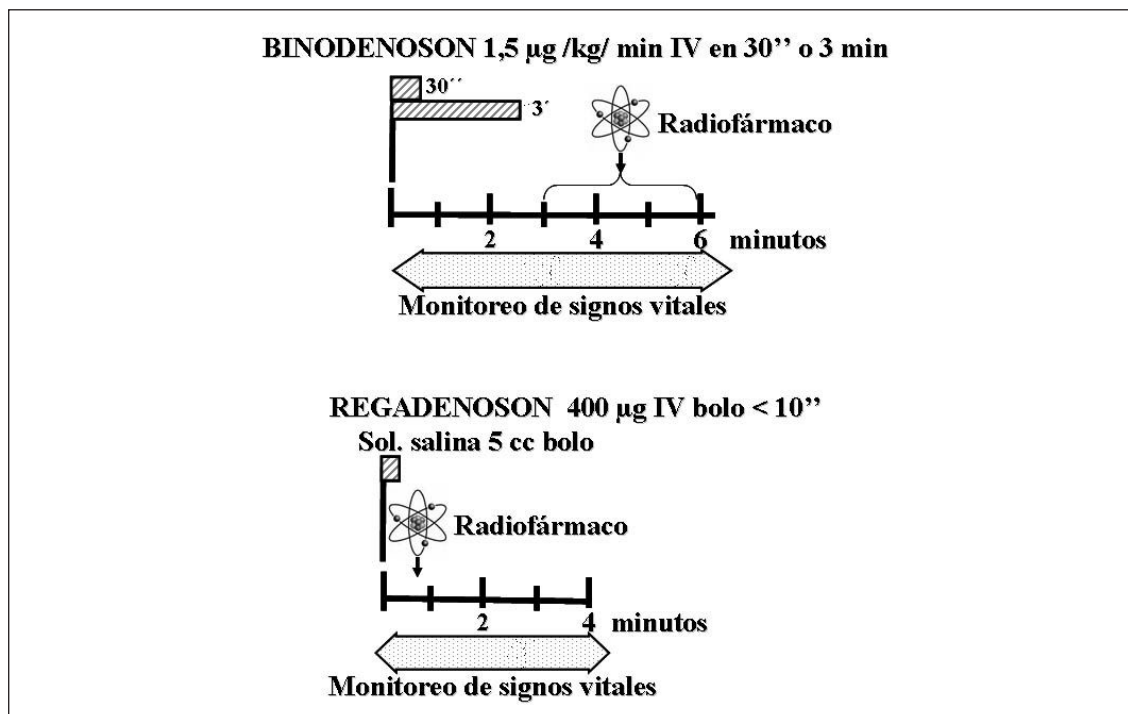 BINODENOSON 1,5 µg /kg/ min IV en 30’’ o 3 min
30´´
3´
Radiofármaco
2 4 6 minutos
Monitoreo de signos vitales
REGADENOSON 400 µg IV bolo < 10’’
Sol. salina 5 cc bolo
Radiofármaco
2 4 minutos
Monitoreo de signos vitales